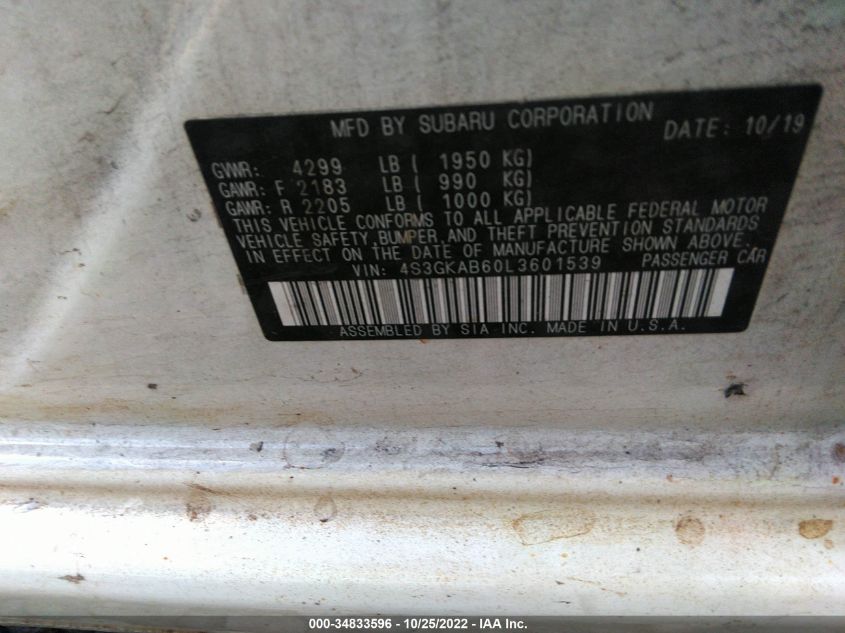 MFD BY SUBARU CORPORATION DATE: 10/19
GVWR: 4299 LB ( 1950 KG)
GAWR: F 2183 LB ( 990 KG)
GAWR: R 2205 LB ( 1000 KG)
THIS VEHICLE CONFORMS TO ALL APPLICABLE FEDERAL MOTOR
VEHICLE SAFETY, BUMPER, AND THEFT PREVENTION STANDARDS
IN EFFECT ON THE DATE OF MANUFACTURE SHOWN ABOVE.
VIN: 4S3GKAB60L3601539 PASSENGER CAR
ASSEMBLED BY SIA INC. MADE IN U.S.A.
000-34833596 - 10/25/2022 - IAA Inc.